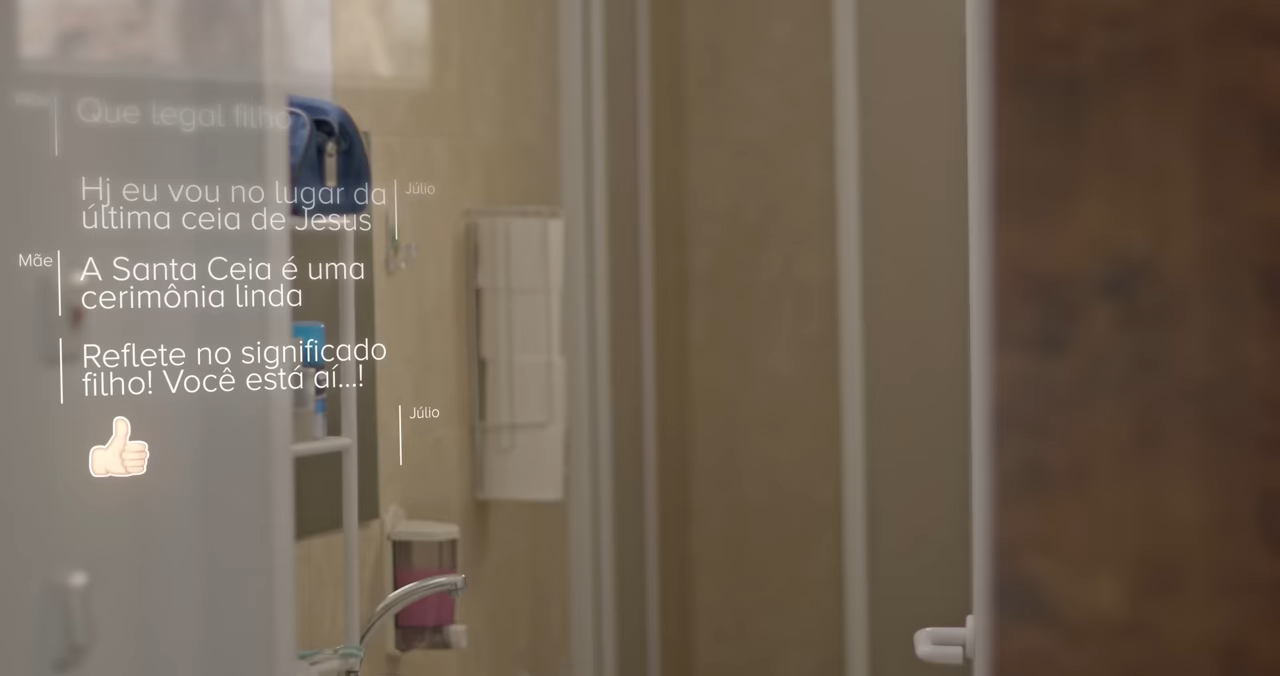 Que legal filho
Hj eu vou no lugar da
última ceia de Jesus
Júlio
Mãe
A Santa Ceia é uma
cerimônia linda
Reflete no significado
filho! Você está aí...!
Júlio